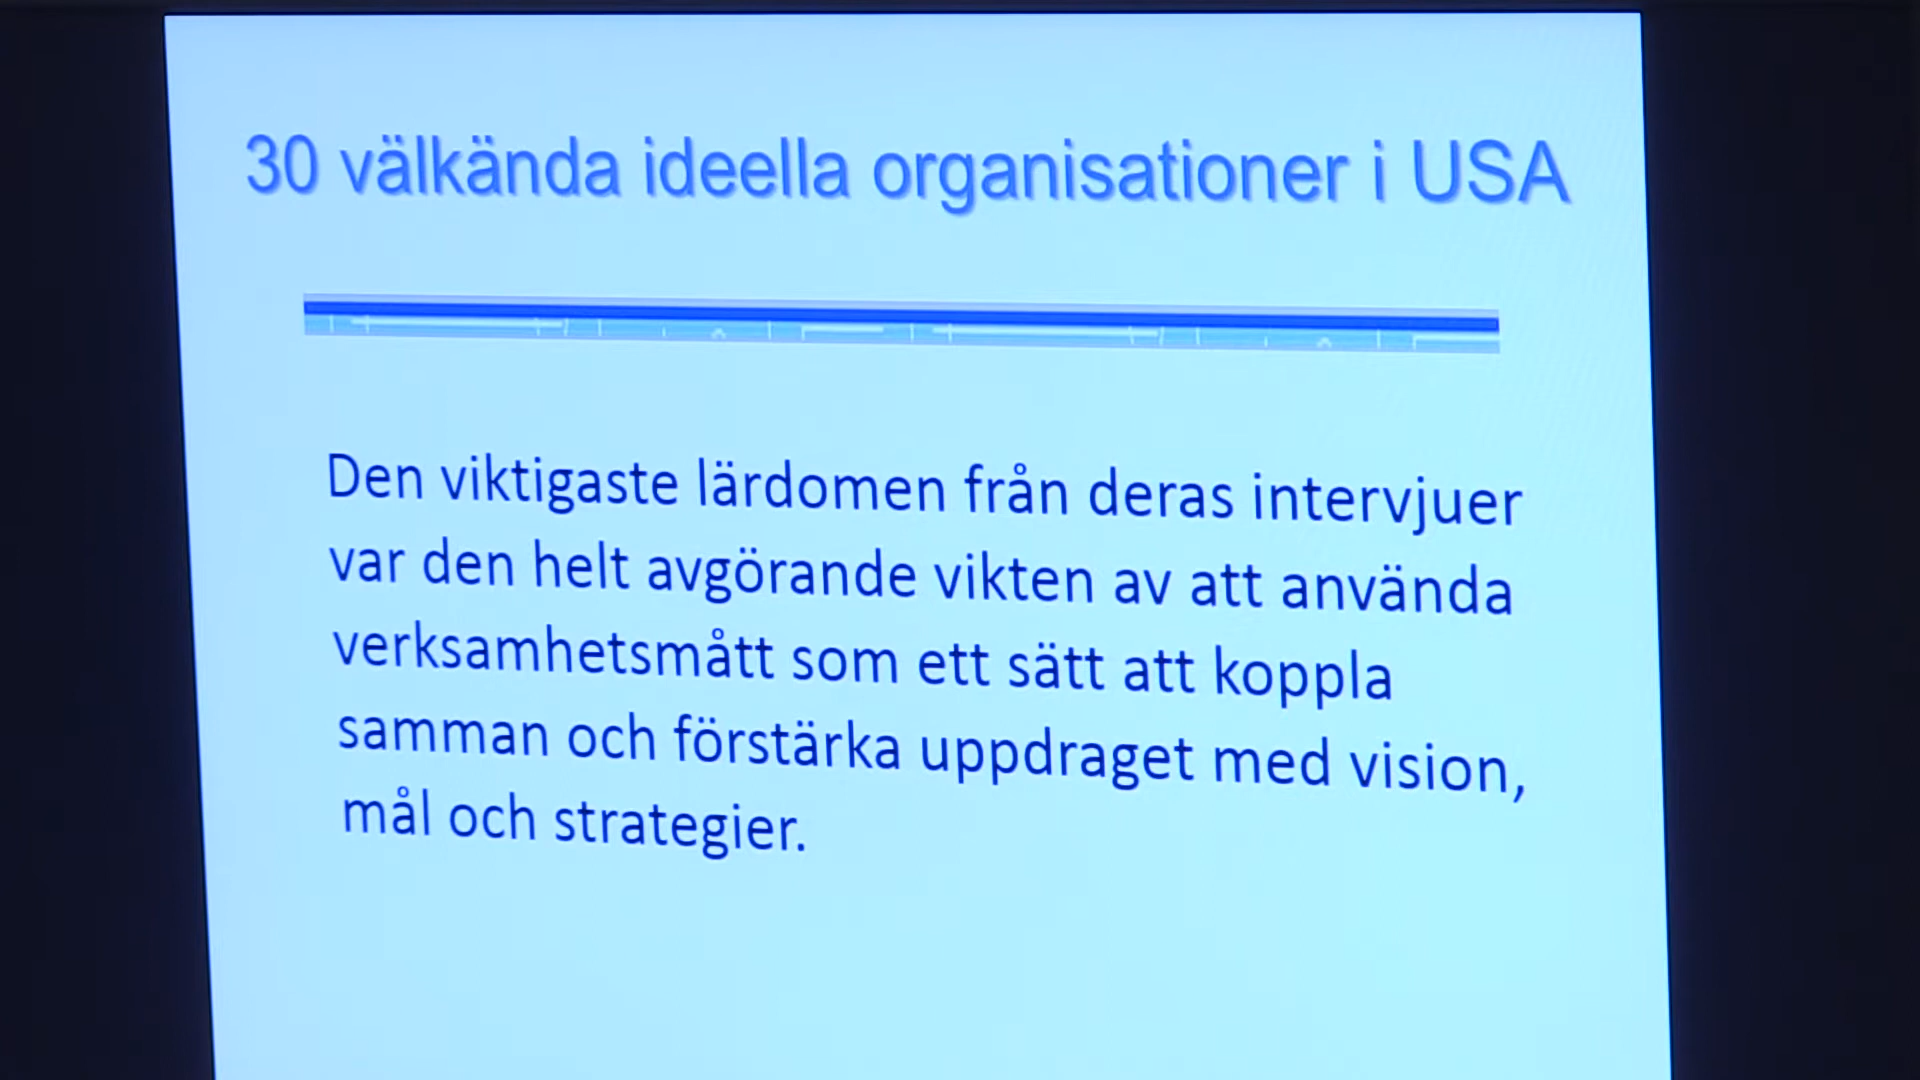 30 välkända ideella organisationer i USA
Den viktigaste lärdomen från deras intervjuer
var den helt avgörande vikten av att använda
verksamhetsmått som ett sätt att koppla
samman och förstärka uppdraget med vision,
mål och strategier.